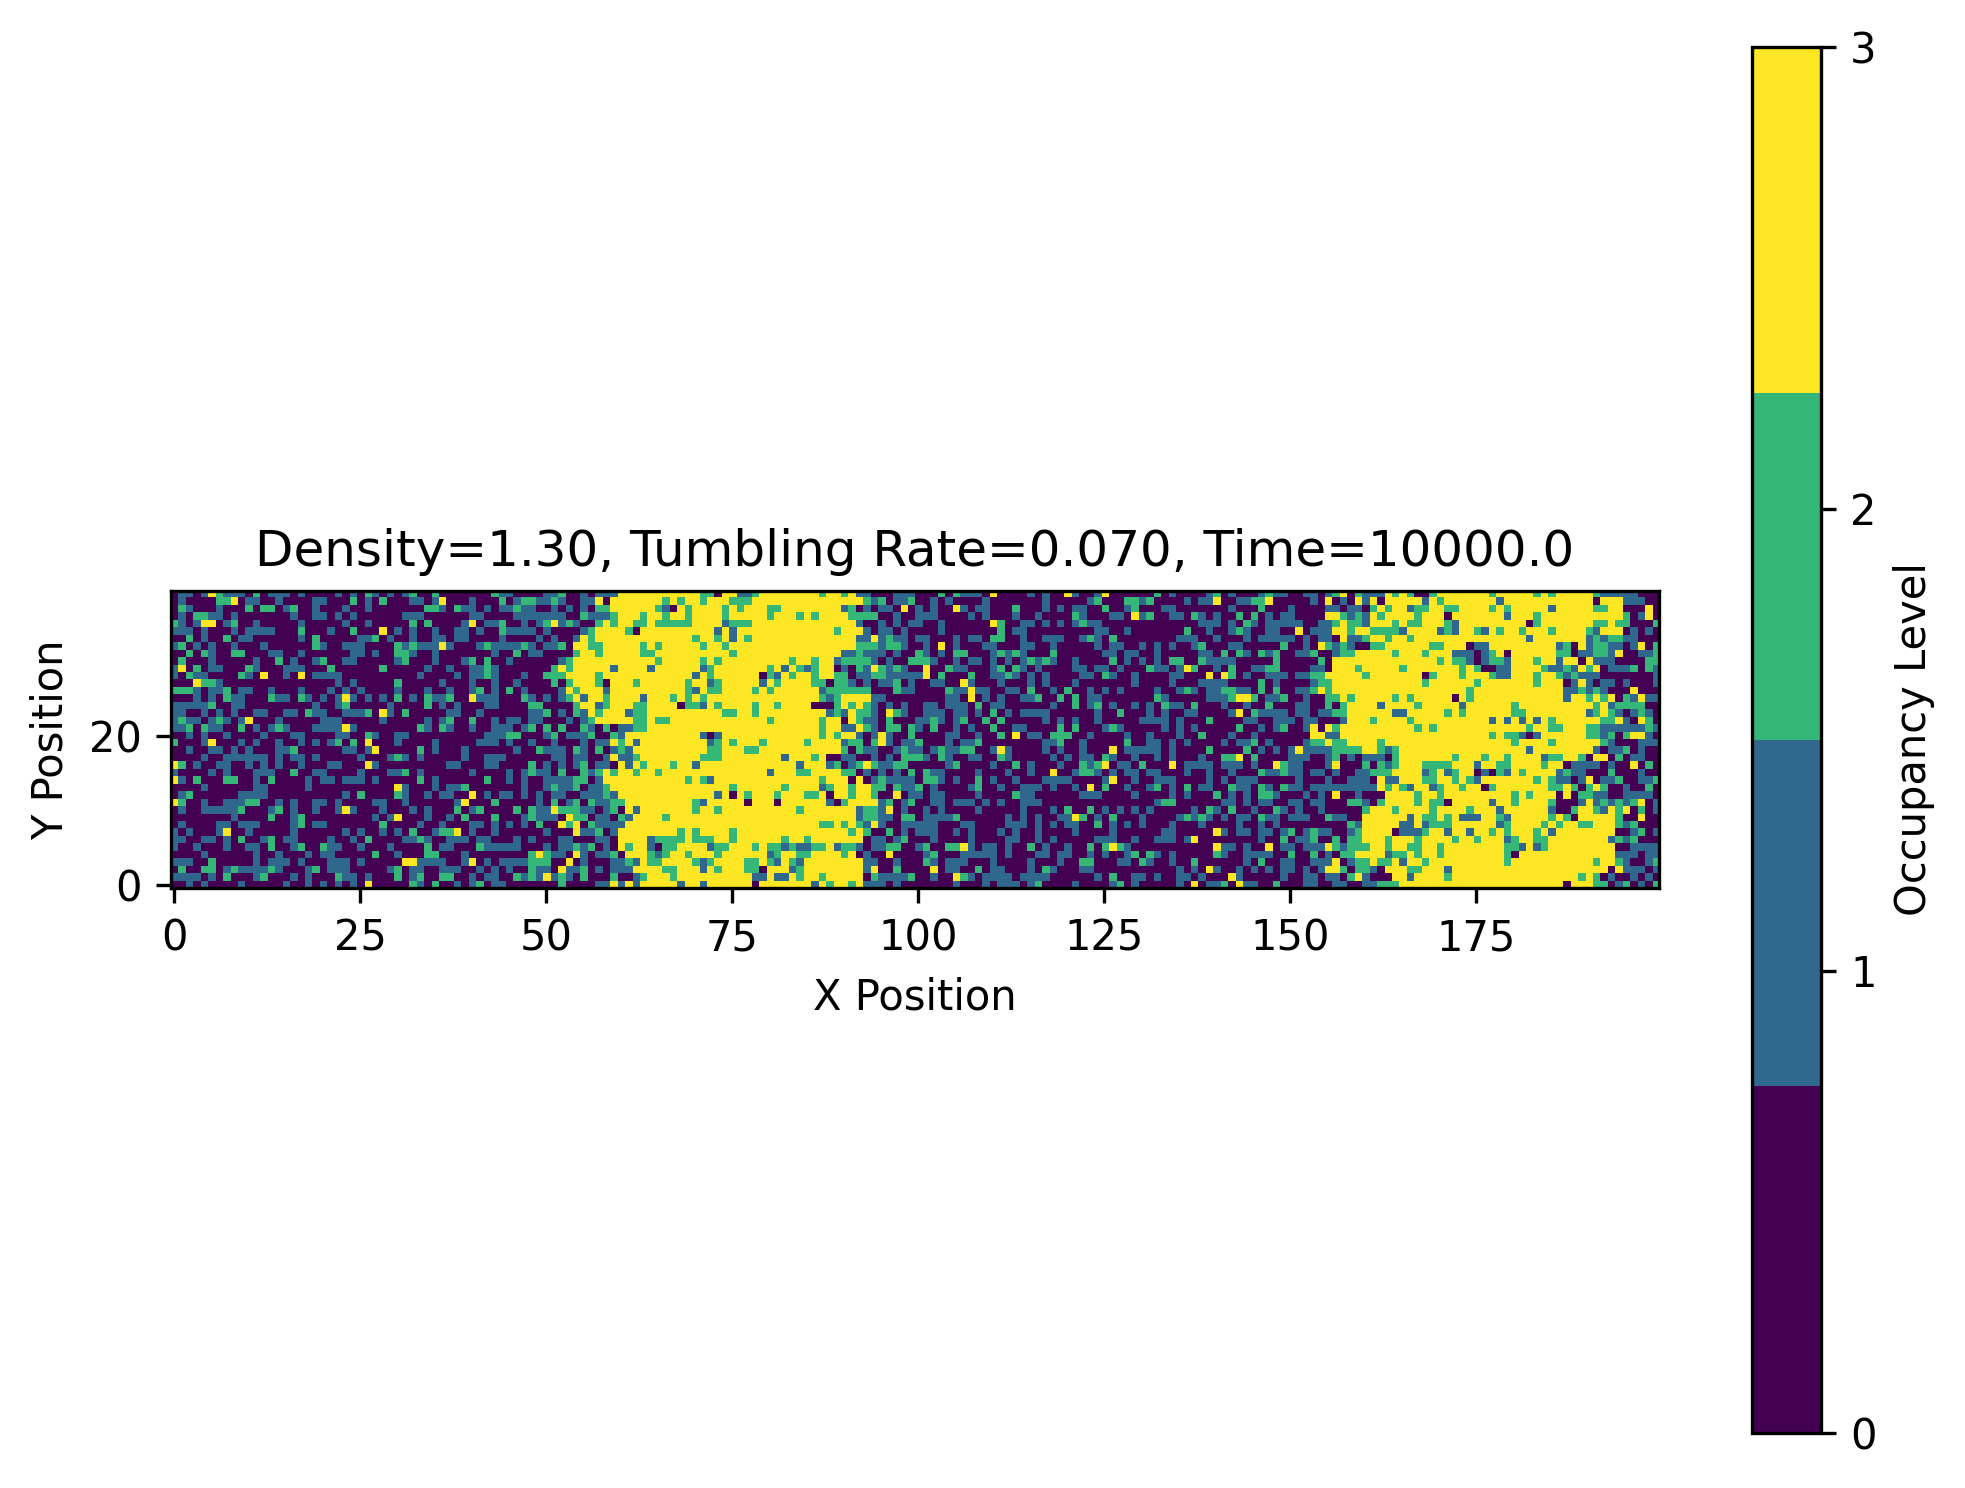 Density=1.30, Tumbling Rate=0.070, Time=10000.0
Y Position
20
0
0 25 50 75 100 125 150 175
X Position
3
2
1
0
Occupancy Level